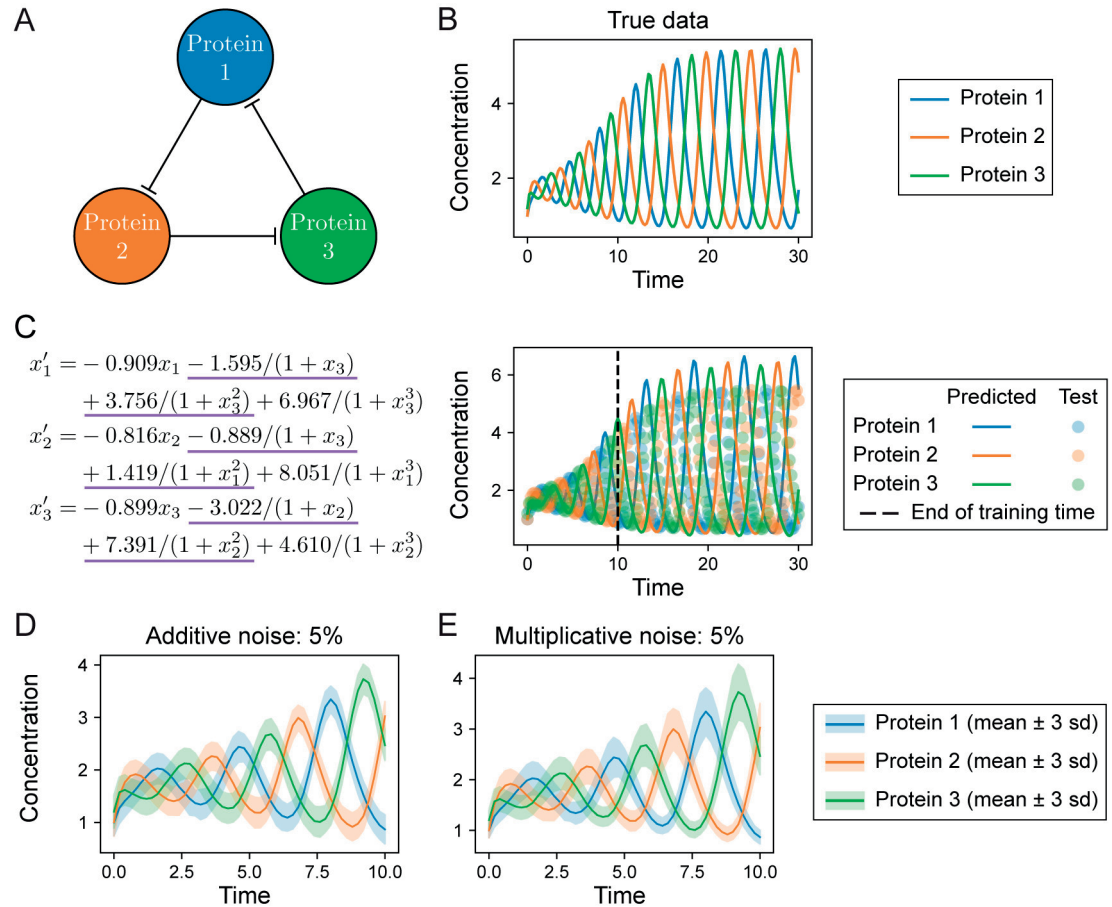 A
Protein
1
Protein
2
Protein
3
B
True data
Concentration
4
2
0
10
20
30
Time
Protein 1
Protein 2
Protein 3
C
x′₁ = − 0.909x₁ − 1.595/(1 + x₃)
+ 3.756/(1 + x₃²) + 6.967/(1 + x₃³)
x′₂ = − 0.816x₂ − 0.889/(1 + x₃)
+ 1.419/(1 + x₁²) + 8.051/(1 + x₁³)
x′₃ = − 0.899x₃ − 3.022/(1 + x₂)
+ 7.391/(1 + x₂²) + 4.610/(1 + x₂³)
Concentration
6
4
2
0
10
20
30
Time
Predicted Test
Protein 1
Protein 2
Protein 3
End of training time
D
Additive noise: 5%
Concentration
4
3
2
1
0.0
2.5
5.0
7.5
10.0
Time
E
Multiplicative noise: 5%
4
3
2
1
0.0
2.5
5.0
7.5
10.0
Time
Protein 1 (mean ± 3 sd)
Protein 2 (mean ± 3 sd)
Protein 3 (mean ± 3 sd)